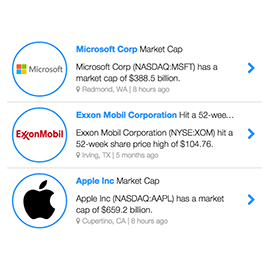 Microsoft Corp Market Cap
Microsoft
Microsoft Corp (NASDAQ:MSFT) has a
market cap of $388.5 billion.
Redmond, WA | 8 hours ago
Exxon Mobil Corporation Hit a 52-wee...
ExxonMobil
Exxon Mobil Corporation (NYSE:XOM) hit a
52-week share price high of $104.76.
Irving, TX | 5 months ago
Apple Inc Market Cap
Apple Inc (NASDAQ:AAPL) has a market
cap of $659.2 billion.
Cupertino, CA | 8 hours ago